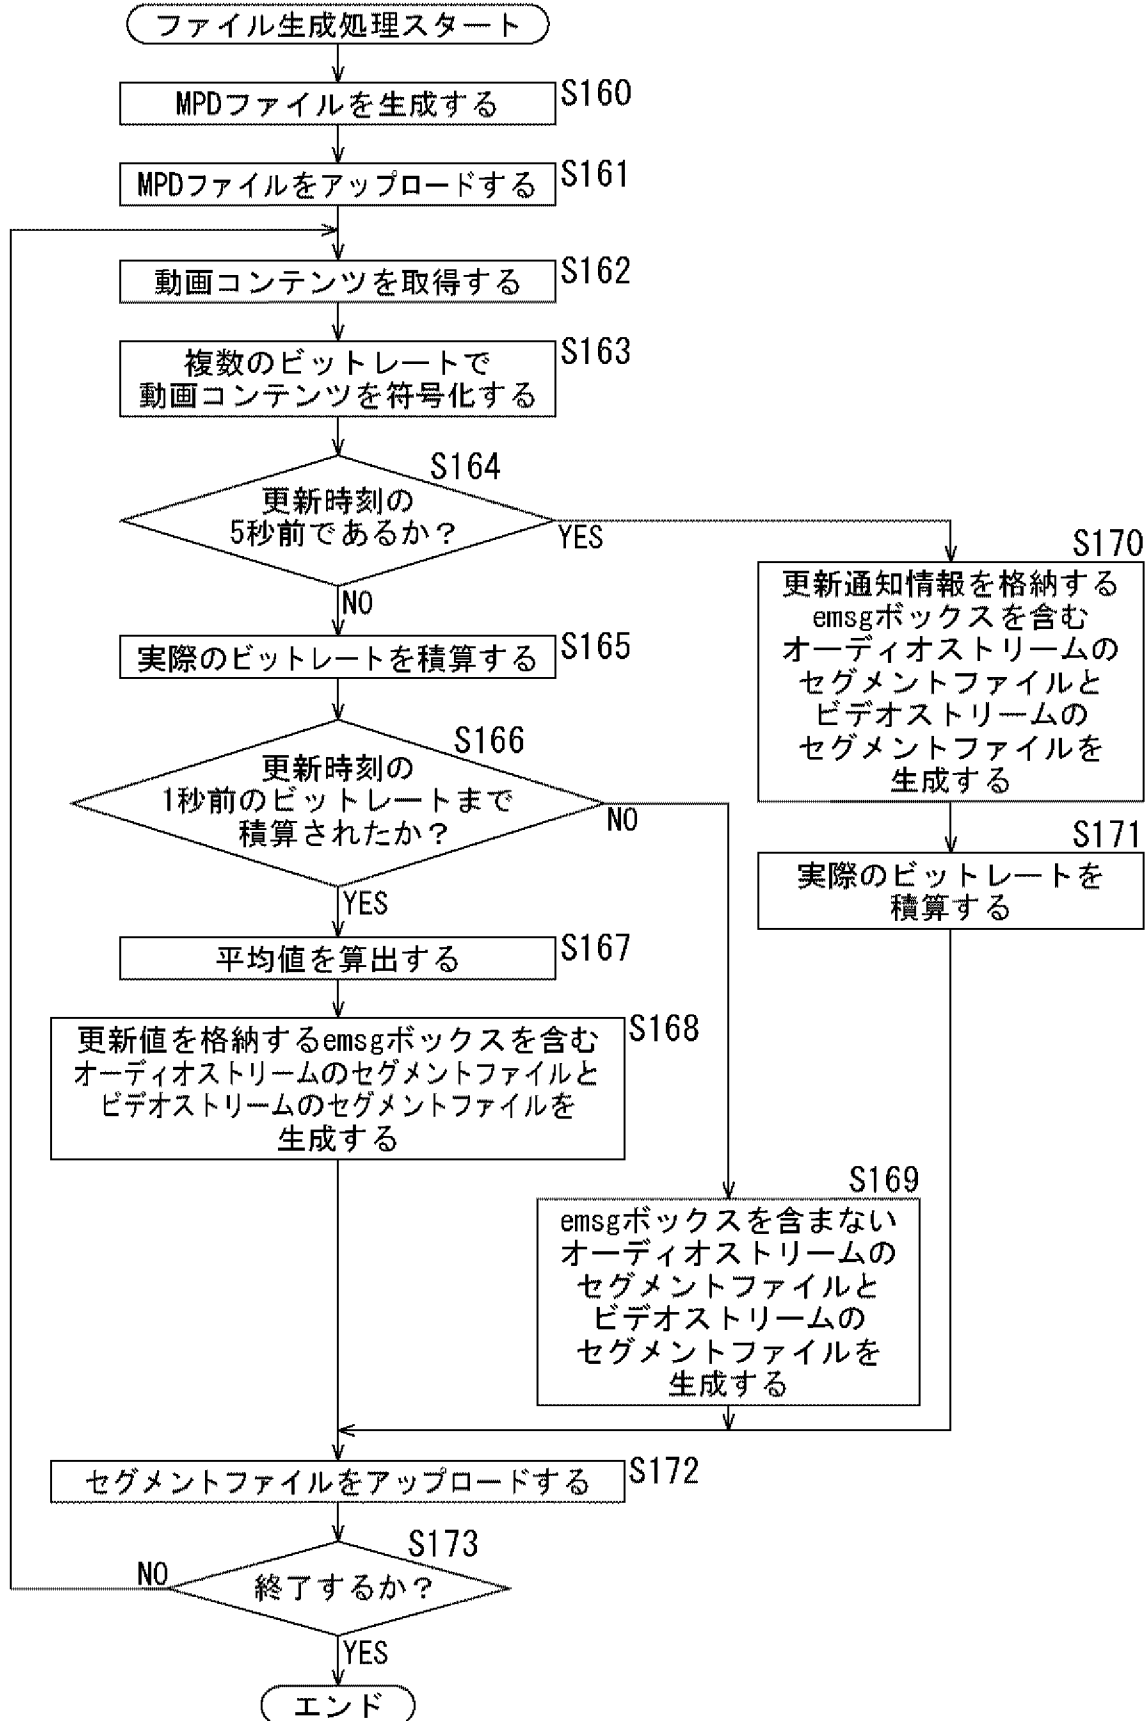 ファイル生成処理スタート
MPDファイルを生成する
S160
MPDファイルをアップロードする
S161
動画コンテンツを取得する
S162
複数のビットレートで
動画コンテンツを符号化する
S163
S164
更新時刻の
5秒前であるか？
YES
NO
実際のビットレートを積算する
S165
S166
更新時刻の
1秒前のビットレートまで
積算されたか？
NO
YES
平均値を算出する
S167
更新値を格納するemsgボックスを含む
オーディオストリームのセグメントファイルと
ビデオストリームのセグメントファイルを
生成する
S168
S169
emsgボックスを含まない
オーディオストリームの
セグメントファイルと
ビデオストリームの
セグメントファイルを
生成する
S170
更新通知情報を格納する
emsgボックスを含む
オーディオストリームの
セグメントファイルと
ビデオストリームの
セグメントファイルを
生成する
S171
実際のビットレートを
積算する
セグメントファイルをアップロードする
S172
S173
終了するか？
NO
YES
エンド